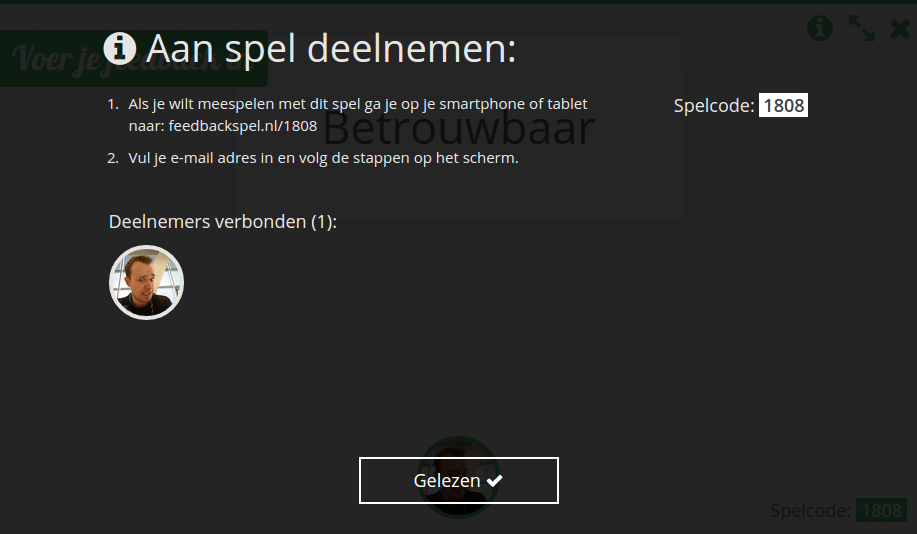 Aan spel deelnemen:
Voer je feedback
1. Als je wilt meespelen met dit spel ga je op je smartphone of tablet
naar: feedbackspel.nl/1808
Spelcode: 1808
Betrouwbaar
2. Vul je e-mail adres in en volg de stappen op het scherm.
Deelnemers verbonden (1):
Gelezen
Spelcode: 1808